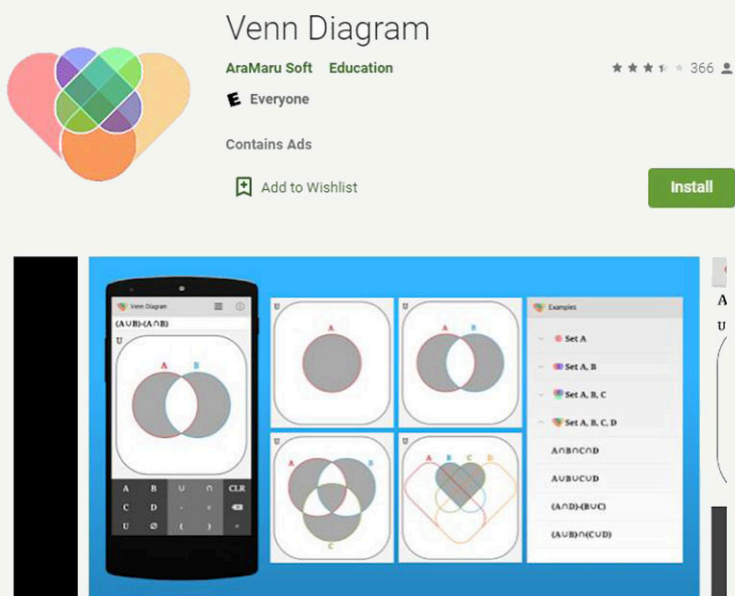 Venn Diagram
AraMaru Soft Education
366
Everyone
Contains Ads
Add to Wishlist
Install
Venn Diagram
(A∪B)-(A∩B)
U
A B
A B ∪ ∩ CLR
C D -
U Ø ( )
U
A
U
A B
U
A B
C
U
A B C D
Examples
Set A
Set A, B
Set A, B, C
Set A, B, C, D
A∩B∩C∩D
A∪B∪C∪D
(A∩D)-(B∪C)
(A∪B)∩(C∪D)
A
U